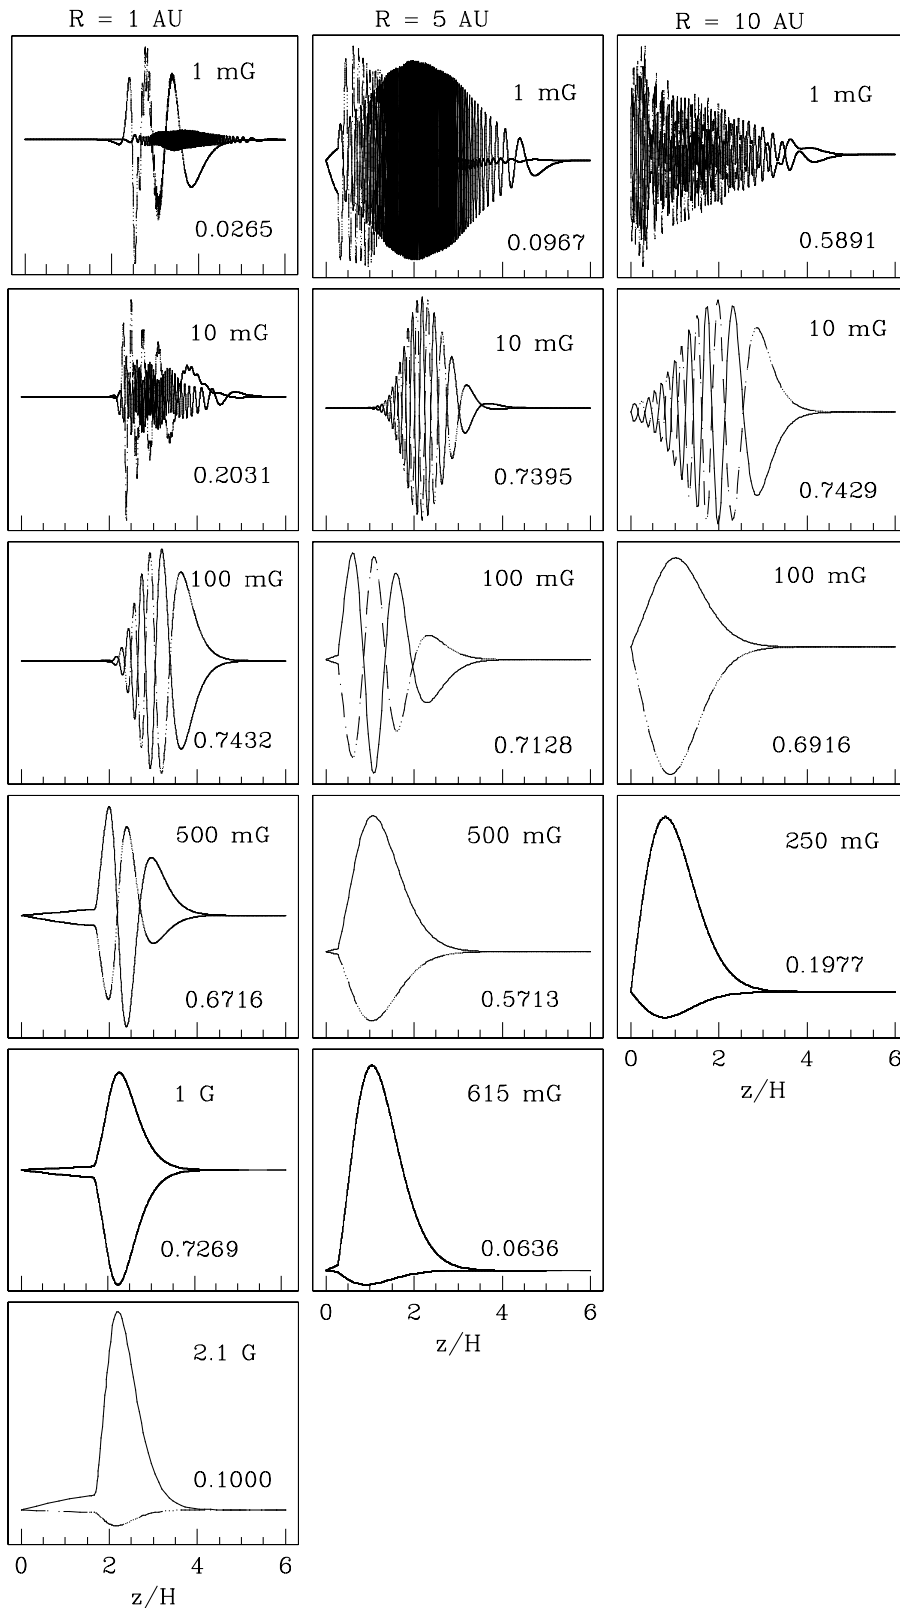 R = 1 AU
R = 5 AU
R = 10 AU
1 mG
0.0265
1 mG
0.0967
1 mG
0.5891
10 mG
0.2031
10 mG
0.7395
10 mG
0.7429
100 mG
0.7432
100 mG
0.7128
100 mG
0.6916
500 mG
0.6716
500 mG
0.5713
250 mG
0.1977
0 2 4 6
z/H
1 G
0.7269
615 mG
0.0636
0 2 4 6
z/H
2.1 G
0.1000
0 2 4 6
z/H